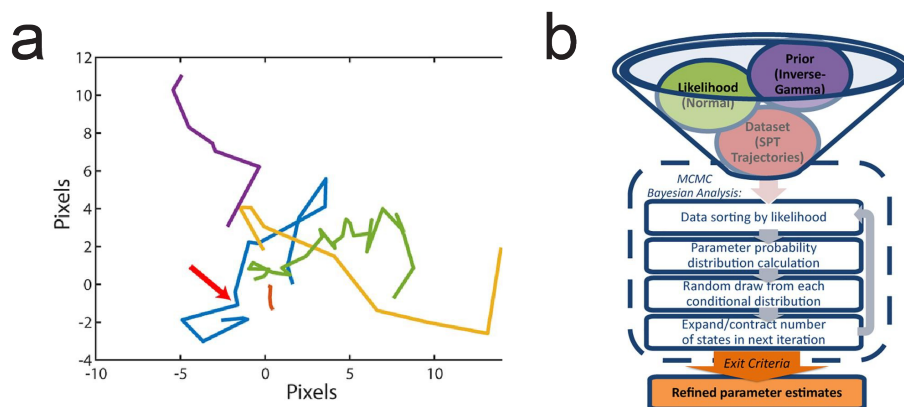 a
12
10
8
6
4
2
0
-2
-4
Pixels
-10
-5
0
5
10
Pixels
b
Prior
(Inverse-
Gamma)
Likelihood
(Normal)
Dataset
(SPT
Trajectories)
MCMC
Bayesian Analysis:
Data sorting by likelihood
Parameter probability
distribution calculation
Random draw from each
conditional distribution
Expand/contract number
of states in next iteration
Exit Criteria
Refined parameter estimates